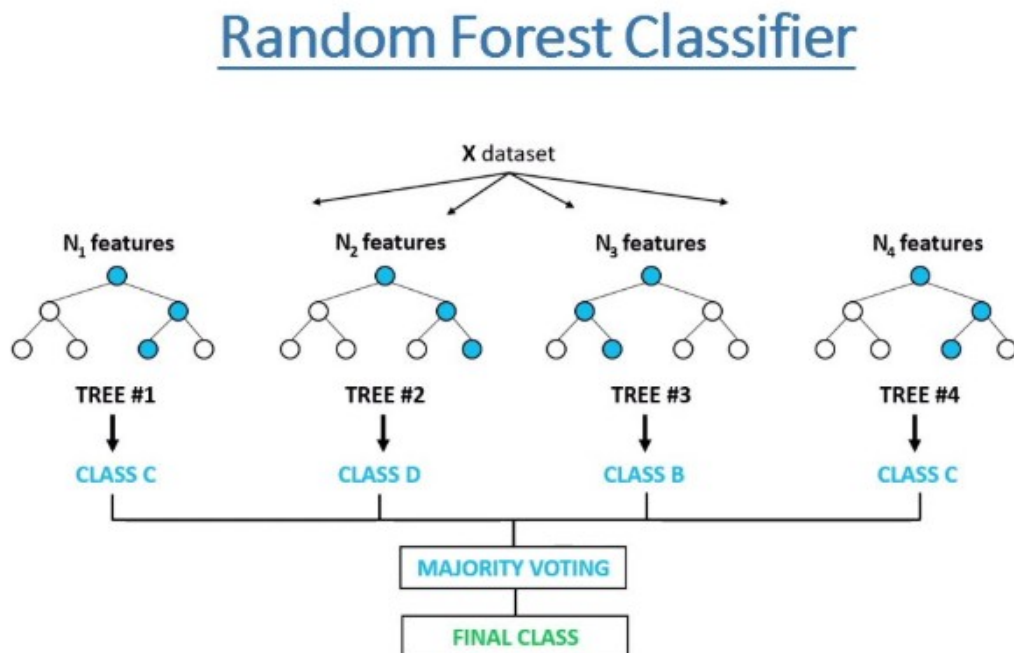 Random Forest Classifier
X dataset
N₁ features
N₂ features
N₃ features
N₄ features
TREE #1
TREE #2
TREE #3
TREE #4
CLASS C
CLASS D
CLASS B
CLASS C
MAJORITY VOTING
FINAL CLASS